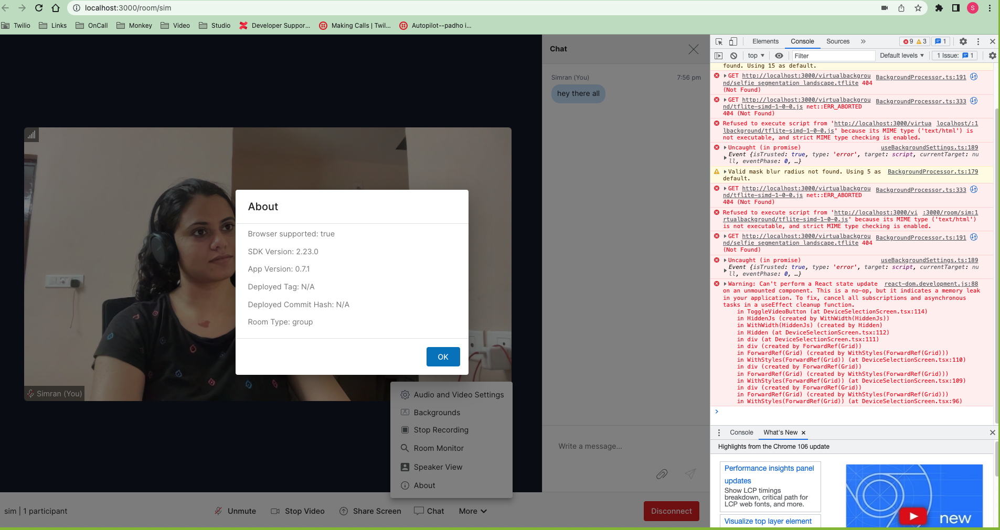 localhost:3000/room/sim
S
Twilio Links OnCall Monkey Video Studio Developer Suppor... Making Calls | Twil... Autopilot--padho i...
Chat
Simran (You) 7:56 pm
hey there all
About
Browser supported: true
SDK Version: 2.23.0
App Version: 0.7.1
Deployed Tag: N/A
Deployed Commit Hash: N/A
Room Type: group
OK
Simran (You)
Audio and Video Settings
Backgrounds
Stop Recording
Room Monitor
Speaker View
About
Write a message...
sim | 1 participant
Unmute Stop Video Share Screen Chat More
Disconnect
Elements Console Sources » 9 3 1
top Filter Default levels 1 Issue: 1
found. Using 15 as default.
GET http://localhost:3000/virtualbackgrou BackgroundProcessor.ts:191
nd/selfie_segmentation_landscape.tflite 404
(Not Found)
GET http://localhost:3000/virtualbackgrou BackgroundProcessor.ts:333
nd/tflite-simd-1-0-0.js net::ERR_ABORTED
404 (Not Found)
Refused to execute script from 'http://localhost:3000/virtua localhost/:1
lbackground/tflite-simd-1-0-0.js' because its MIME type ('text/html') is
not executable, and strict MIME type checking is enabled.
Uncaught (in promise) useBackgroundSettings.ts:189
Event {isTrusted: true, type: 'error', target: script, currentTarget: nu
ll, eventPhase: 0, …}
Valid mask blur radius not found. Using 5 as BackgroundProcessor.ts:179
default.
GET http://localhost:3000/virtualbackgrou BackgroundProcessor.ts:333
nd/tflite-simd-1-0-0.js net::ERR_ABORTED
404 (Not Found)
Refused to execute script from 'http://localhost:3000/vi :3000/room/sim:1
rtualbackground/tflite-simd-1-0-0.js' because its MIME type ('text/html')
is not executable, and strict MIME type checking is enabled.
GET http://localhost:3000/virtualbackgrou BackgroundProcessor.ts:191
nd/selfie_segmentation_landscape.tflite 404
(Not Found)
Uncaught (in promise) useBackgroundSettings.ts:189
Event {isTrusted: true, type: 'error', target: script, currentTarget: nu
ll, eventPhase: 0, …}
Warning: Can't perform a React state update react-dom.development.js:88
on an unmounted component. This is a no-op, but it indicates a memory leak
in your application. To fix, cancel all subscriptions and asynchronous
tasks in a useEffect cleanup function.
in ToggleVideoButton (at DeviceSelectionScreen.tsx:114)
in HiddenJs (created by WithWidth(HiddenJs))
in WithWidth(HiddenJs) (created by Hidden)
in Hidden (at DeviceSelectionScreen.tsx:112)
in div (at DeviceSelectionScreen.tsx:111)
in div (created by ForwardRef(Grid))
in ForwardRef(Grid) (created by WithStyles(ForwardRef(Grid)))
in WithStyles(ForwardRef(Grid)) (at DeviceSelectionScreen.tsx:110)
in div (created by ForwardRef(Grid))
in ForwardRef(Grid) (created by WithStyles(ForwardRef(Grid)))
in WithStyles(ForwardRef(Grid)) (at DeviceSelectionScreen.tsx:109)
in div (created by ForwardRef(Grid))
in ForwardRef(Grid) (created by WithStyles(ForwardRef(Grid)))
in WithStyles(ForwardRef(Grid)) (at DeviceSelectionScreen.tsx:96)
Console What's New
Highlights from the Chrome 106 update
Performance insights panel
updates
Show LCP timings
breakdown, critical path for
LCP web fonts, and more.
Visualize top layer element
new